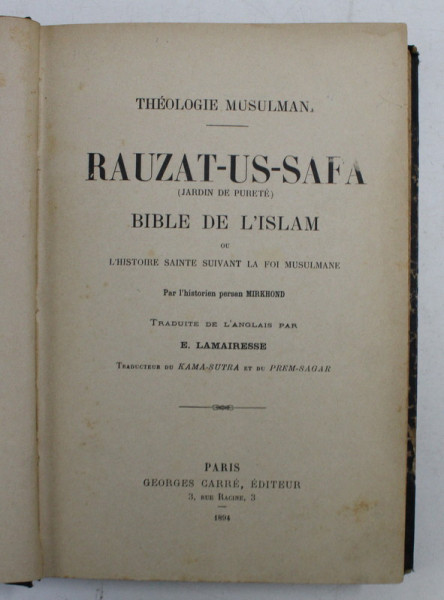 THÉOLOGIE MUSULMAN.
RAUZAT-US-SAFA
(JARDIN DE PURETÉ)
BIBLE DE L'ISLAM
OU
L'HISTOIRE SAINTE SUIVANT LA FOI MUSULMANE
Par l'historien persan MIRKHOND
TRADUITE DE L'ANGLAIS PAR
E. LAMAIRESSE
TRADUCTEUR DU KAMA-SUTRA ET DU PREM-SAGAR
PARIS
GEORGES CARRÉ, ÉDITEUR
3, RUE RACINE, 3
1894